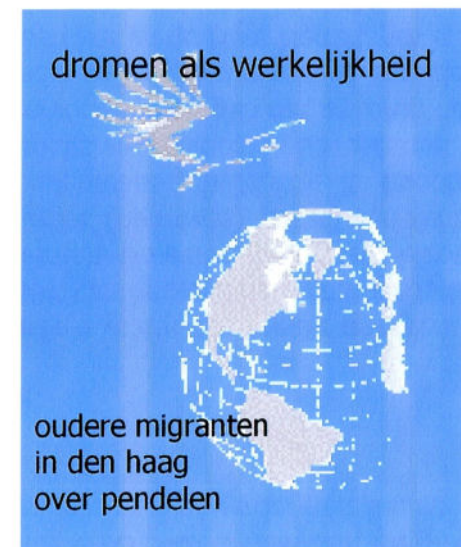 dromen als werkelijkheid
oudere migranten
in den haag
over pendelen